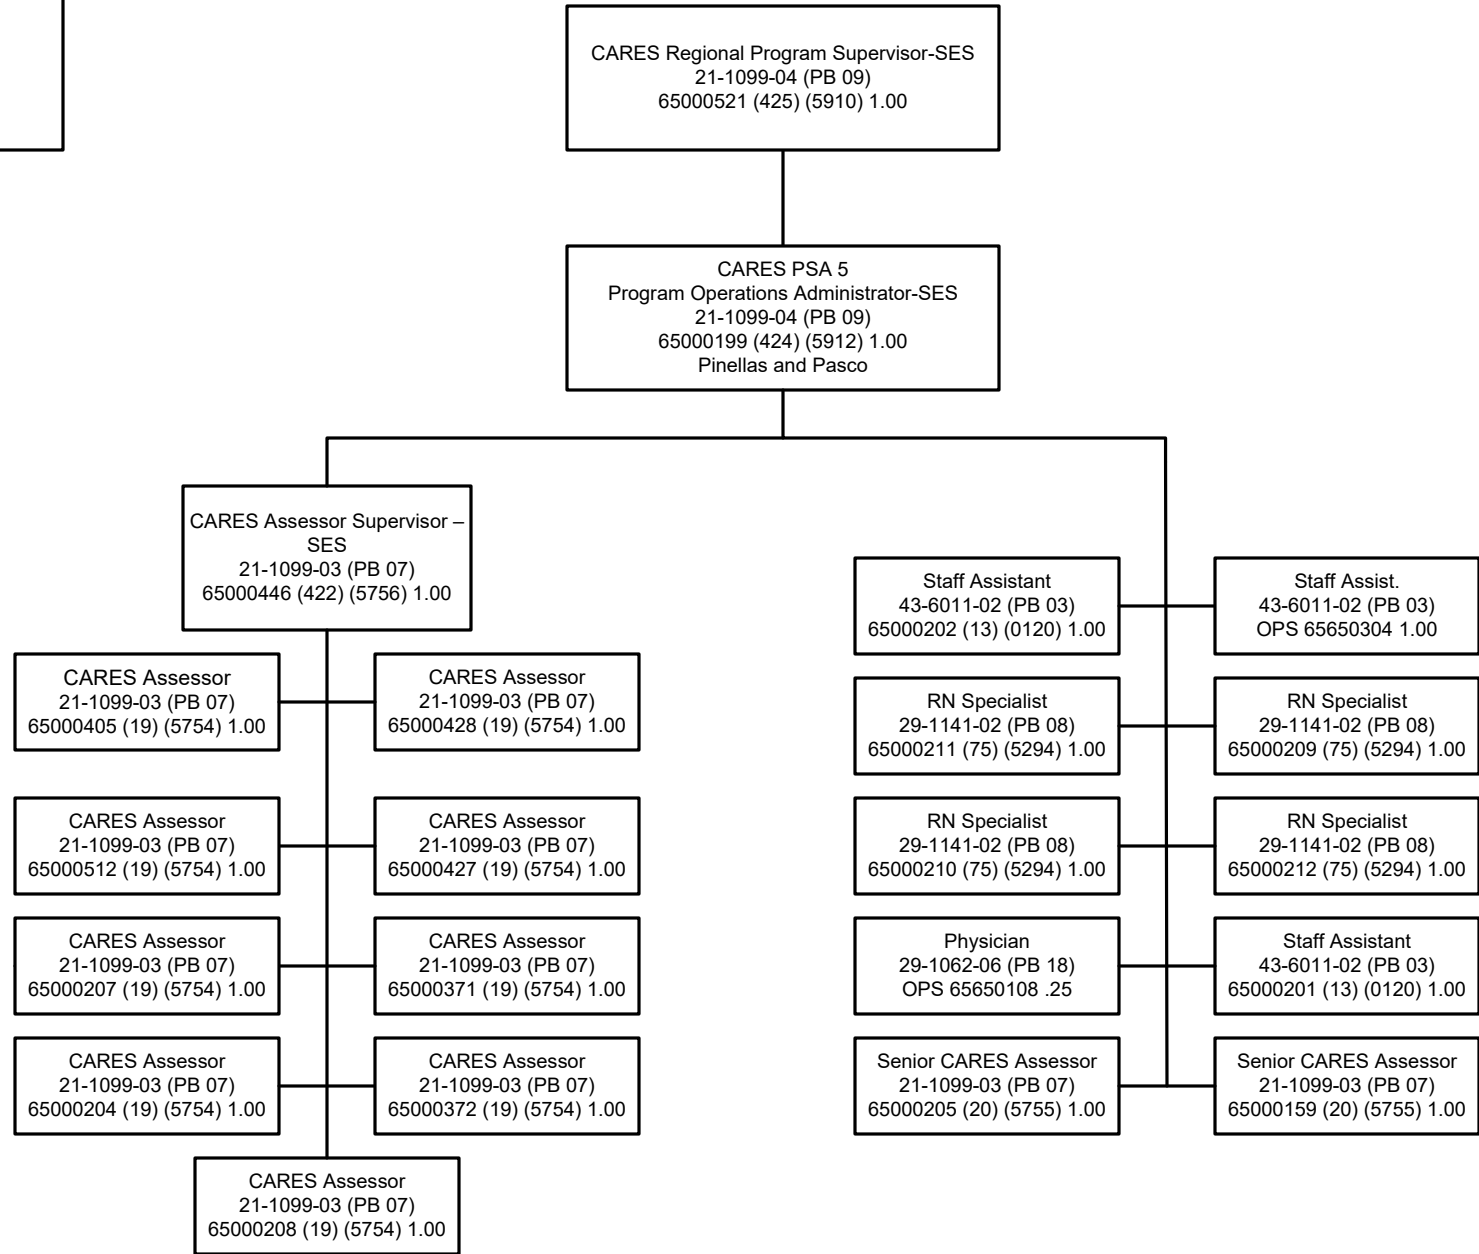 CARES Regional Program Supervisor-SES
21-1099-04 (PB 09)
65000521 (425) (5910) 1.00
CARES PSA 5
Program Operations Administrator-SES
21-1099-04 (PB 09)
65000199 (424) (5912) 1.00
Pinellas and Pasco
CARES Assessor Supervisor –
SES
21-1099-03 (PB 07)
65000446 (422) (5756) 1.00
CARES Assessor
21-1099-03 (PB 07)
65000405 (19) (5754) 1.00
CARES Assessor
21-1099-03 (PB 07)
65000428 (19) (5754) 1.00
CARES Assessor
21-1099-03 (PB 07)
65000512 (19) (5754) 1.00
CARES Assessor
21-1099-03 (PB 07)
65000427 (19) (5754) 1.00
CARES Assessor
21-1099-03 (PB 07)
65000207 (19) (5754) 1.00
CARES Assessor
21-1099-03 (PB 07)
65000371 (19) (5754) 1.00
CARES Assessor
21-1099-03 (PB 07)
65000204 (19) (5754) 1.00
CARES Assessor
21-1099-03 (PB 07)
65000372 (19) (5754) 1.00
CARES Assessor
21-1099-03 (PB 07)
65000208 (19) (5754) 1.00
Staff Assistant
43-6011-02 (PB 03)
65000202 (13) (0120) 1.00
Staff Assist.
43-6011-02 (PB 03)
OPS 65650304 1.00
RN Specialist
29-1141-02 (PB 08)
65000211 (75) (5294) 1.00
RN Specialist
29-1141-02 (PB 08)
65000209 (75) (5294) 1.00
RN Specialist
29-1141-02 (PB 08)
65000210 (75) (5294) 1.00
RN Specialist
29-1141-02 (PB 08)
65000212 (75) (5294) 1.00
Physician
29-1062-06 (PB 18)
OPS 65650108 .25
Staff Assistant
43-6011-02 (PB 03)
65000201 (13) (0120) 1.00
Senior CARES Assessor
21-1099-03 (PB 07)
65000205 (20) (5755) 1.00
Senior CARES Assessor
21-1099-03 (PB 07)
65000159 (20) (5755) 1.00